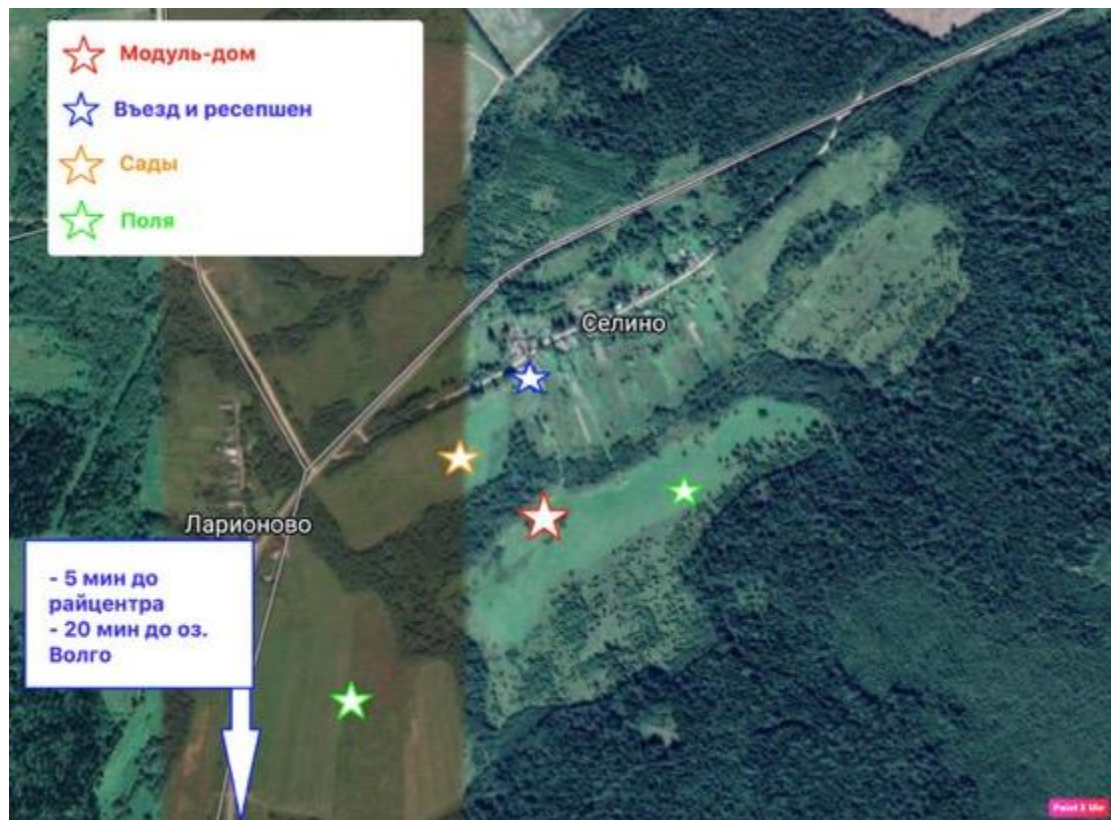 Модуль-дом
Въезд и ресепшен
Сады
Поля
Селино
Ларионово
- 5 мин до
райцентра
- 20 мин до оз.
Волго